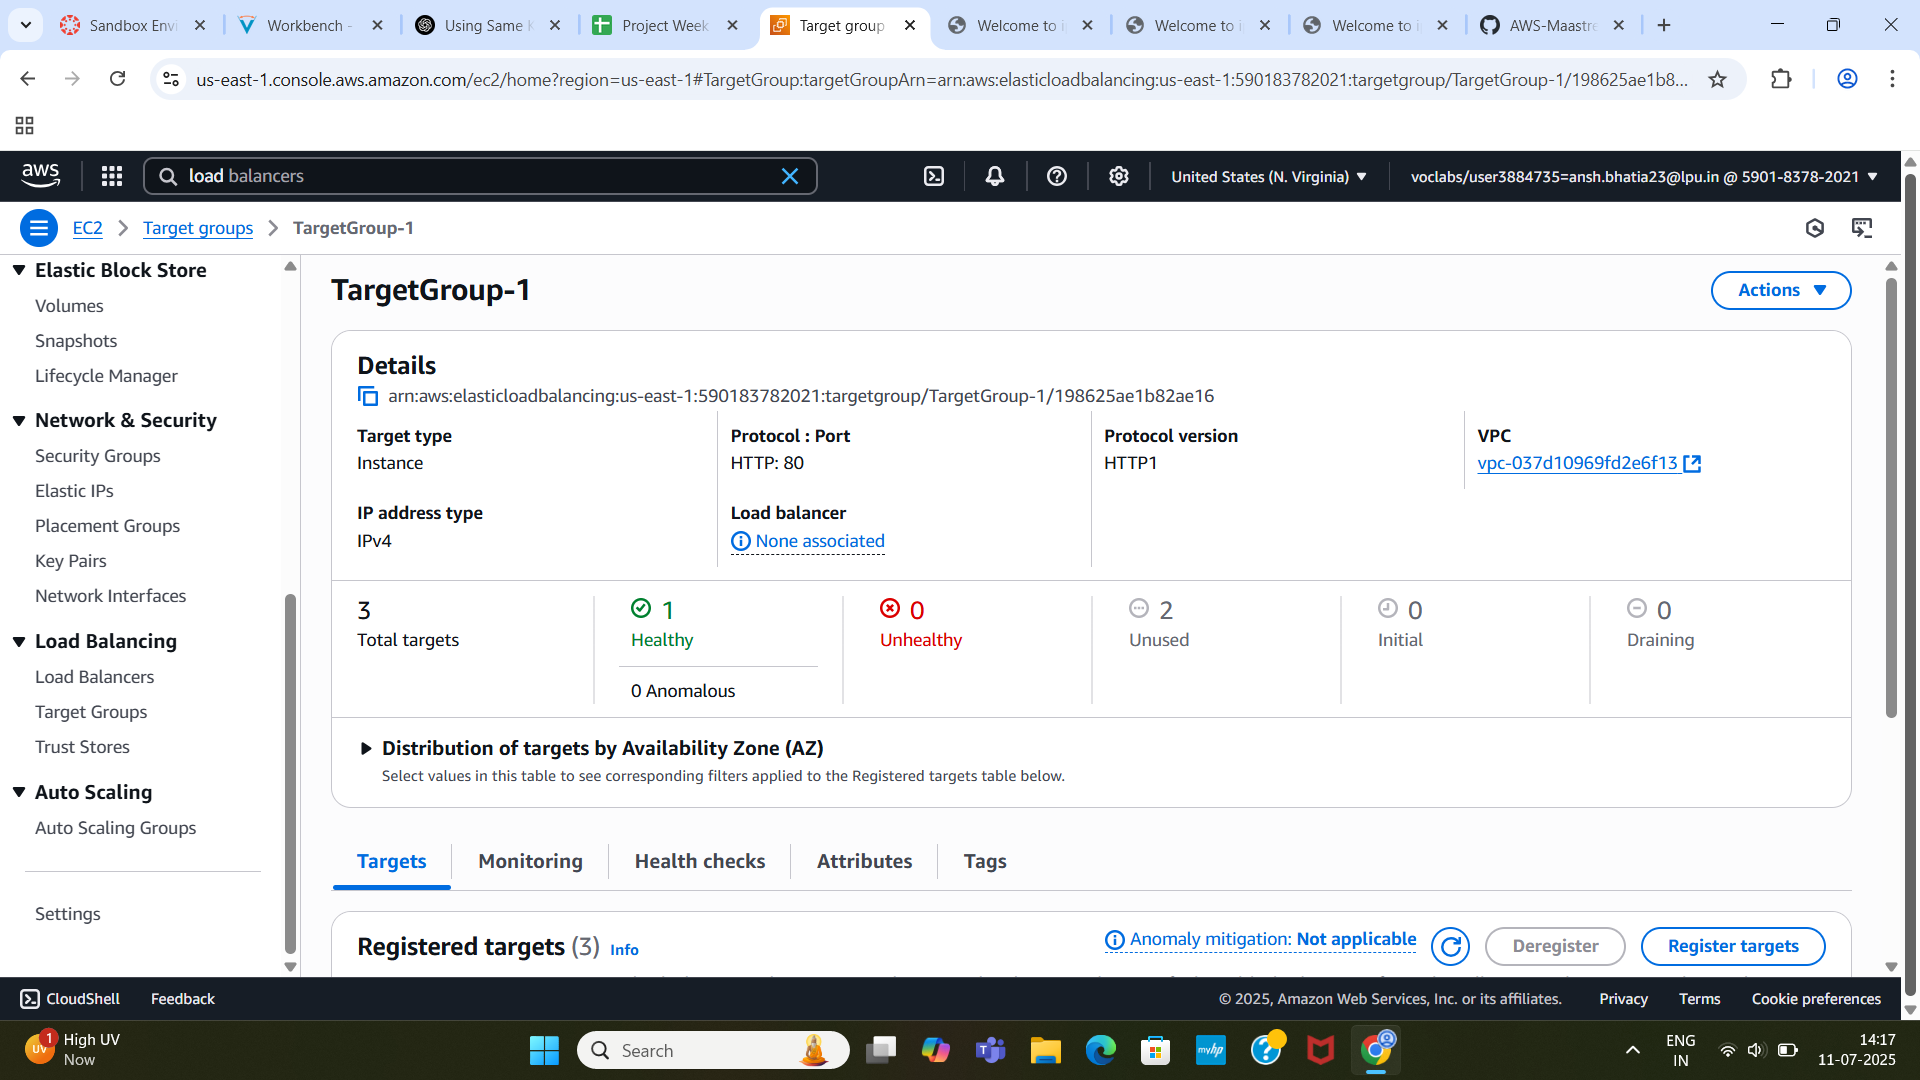 Sandbox Envi
Workbench -
Using Same K
Project Week
Target group
Welcome to i
Welcome to i
Welcome to i
AWS-Maastre
us-east-1.console.aws.amazon.com/ec2/home?region=us-east-1#TargetGroup:targetGroupArn=arn:aws:elasticloadbalancing:us-east-1:590183782021:targetgroup/TargetGroup-1/198625ae1b8...
aws
load balancers
United States (N. Virginia)
voclabs/user3884735=ansh.bhatia23@lpu.in @ 5901-8378-2021
EC2
Target groups
TargetGroup-1
Elastic Block Store
Volumes
Snapshots
Lifecycle Manager
Network & Security
Security Groups
Elastic IPs
Placement Groups
Key Pairs
Network Interfaces
Load Balancing
Load Balancers
Target Groups
Trust Stores
Auto Scaling
Auto Scaling Groups
Settings
TargetGroup-1
Actions
Details
arn:aws:elasticloadbalancing:us-east-1:590183782021:targetgroup/TargetGroup-1/198625ae1b82ae16
Target type
Instance
Protocol : Port
HTTP: 80
Protocol version
HTTP1
VPC
vpc-037d10969fd2e6f13
IP address type
IPv4
Load balancer
None associated
3
Total targets
1
Healthy
0 Anomalous
0
Unhealthy
2
Unused
0
Initial
0
Draining
Distribution of targets by Availability Zone (AZ)
Select values in this table to see corresponding filters applied to the Registered targets table below.
Targets
Monitoring
Health checks
Attributes
Tags
Registered targets (3) Info
Anomaly mitigation: Not applicable
Deregister
Register targets
CloudShell
Feedback
© 2025, Amazon Web Services, Inc. or its affiliates.
Privacy
Terms
Cookie preferences
UV
1
High UV
Now
Search
myhp
ENG
IN
14:17
11-07-2025